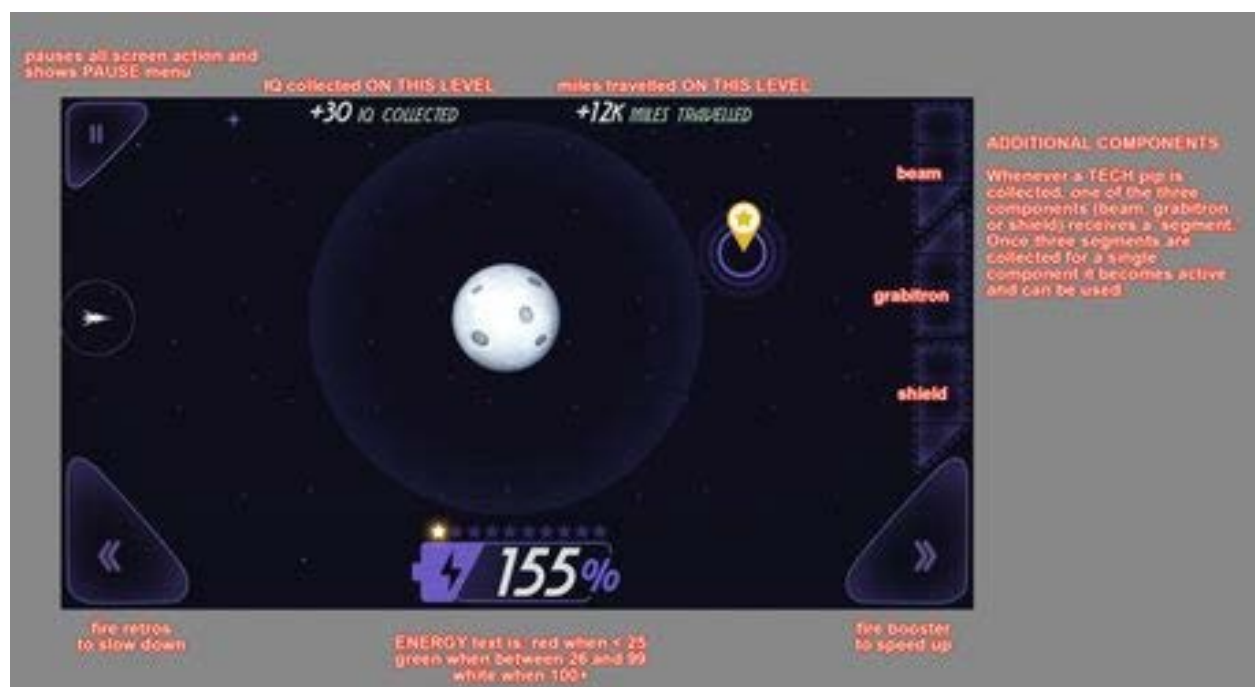 pauses all screen action and
shows PAUSE menu
IQ collected ON THIS LEVEL
miles travelled ON THIS LEVEL
+30 IQ COLLECTED
+12K MILES TRAVELLED
beam
grabitron
shield
ADDITIONAL COMPONENTS
Whenever a TECH pip is
collected, one of the three
components (beam, grabitron
or shield) receives a 'segment.'
Once three segments are
collected for a single
component it becomes active
and can be used
155%
fire retros
to slow down
ENERGY text is: red when < 25
green when between 26 and 99
white when 100+
fire booster
to speed up